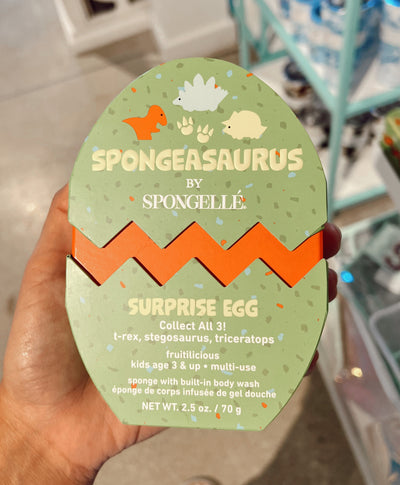 SPONGEASAURUS
BY
SPONGELLÉ®
SURPRISE EGG
Collect All 3!
t-rex, stegosaurus, triceratops
fruitilicious
kids age 3 & up • multi-use
sponge with built-in body wash
éponge de corps infusée de gel douche
NET WT. 2.5 oz. / 70 g